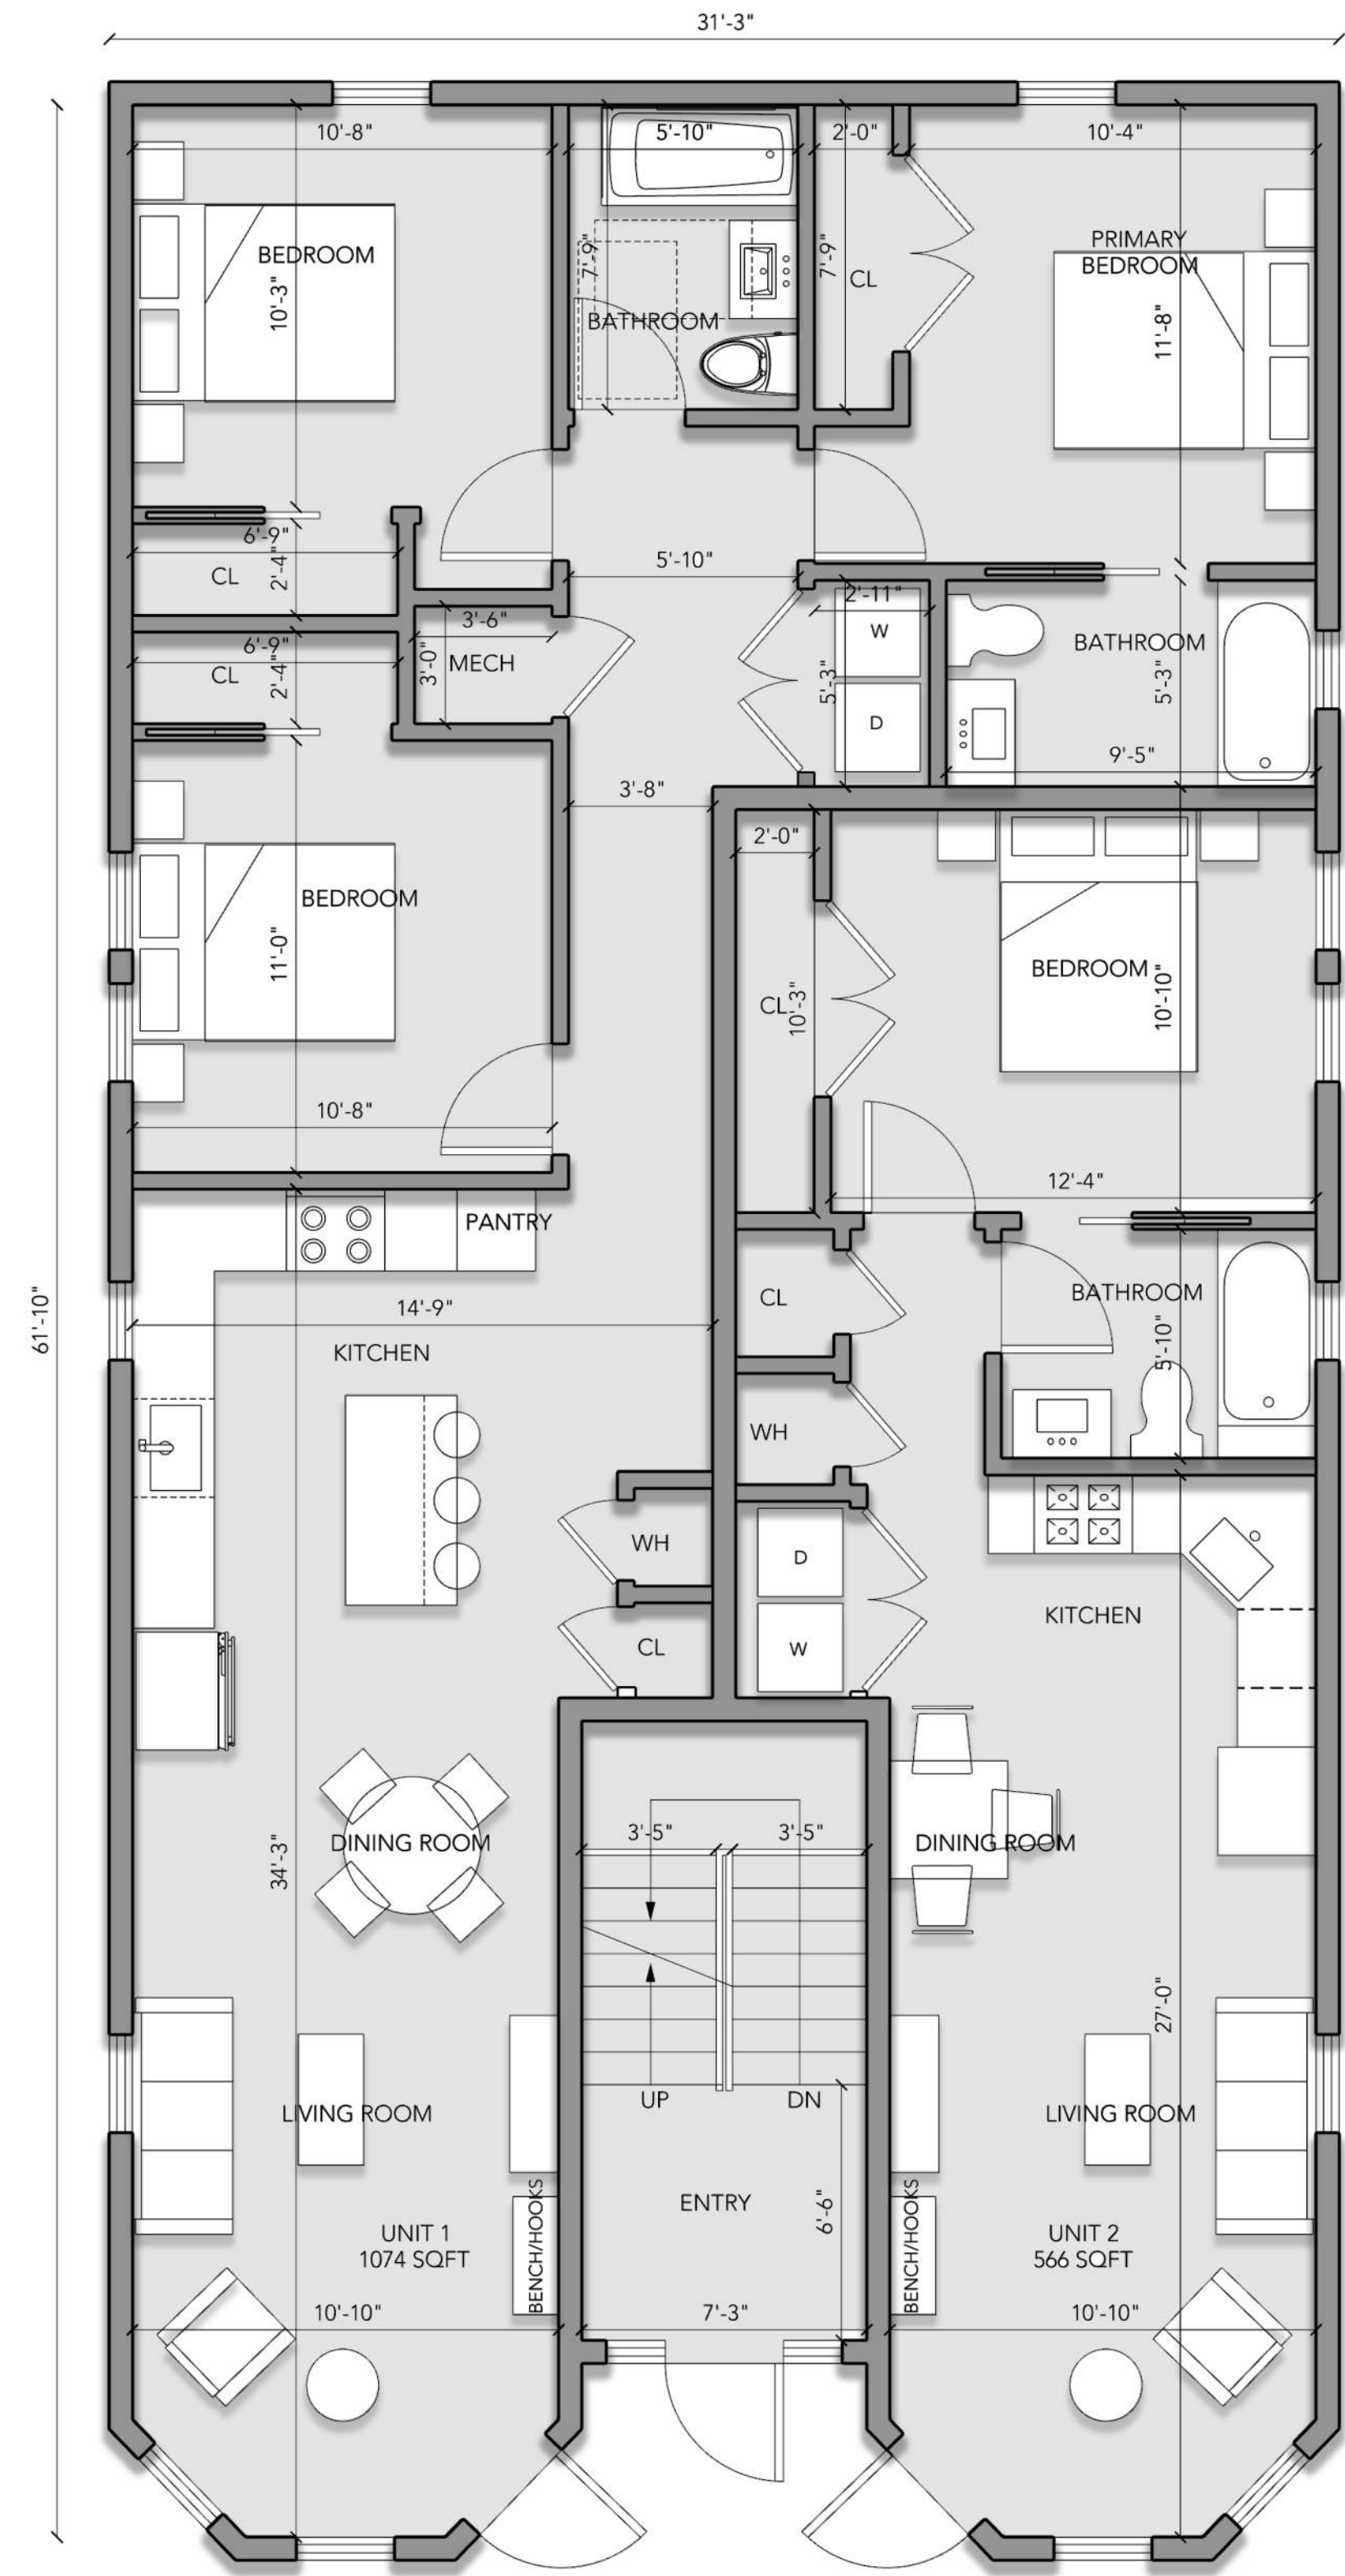 31'-3"
10'-8"
5'-10"
2'-0"
10'-4"
BEDROOM
10'-3"
7'-9"
BATHROOM
7'-9"
CL
PRIMARY
BEDROOM
11'-8"
6'-9"
CL
2'-4"
5'-10"
2'-11"
W
D
5'-3"
BATHROOM
5'-3"
9'-5"
6'-9"
CL
2'-4"
3'-6"
3'-0"
MECH
3'-8"
2'-0"
BEDROOM
11'-0"
10'-8"
CL
10'-3"
BEDROOM
10'-10"
12'-4"
PANTRY
61'-10"
14'-9"
KITCHEN
CL
BATHROOM
5'-10"
WH
WH
CL
D
W
KITCHEN
34'-3"
DINING ROOM
3'-5"
3'-5"
DINING ROOM
27'-0"
LIVING ROOM
UP
DN
LIVING ROOM
ENTRY
6'-6"
UNIT 1
1074 SQFT
BENCH/HOOKS
BENCH/HOOKS
UNIT 2
566 SQFT
10'-10"
7'-3"
10'-10"